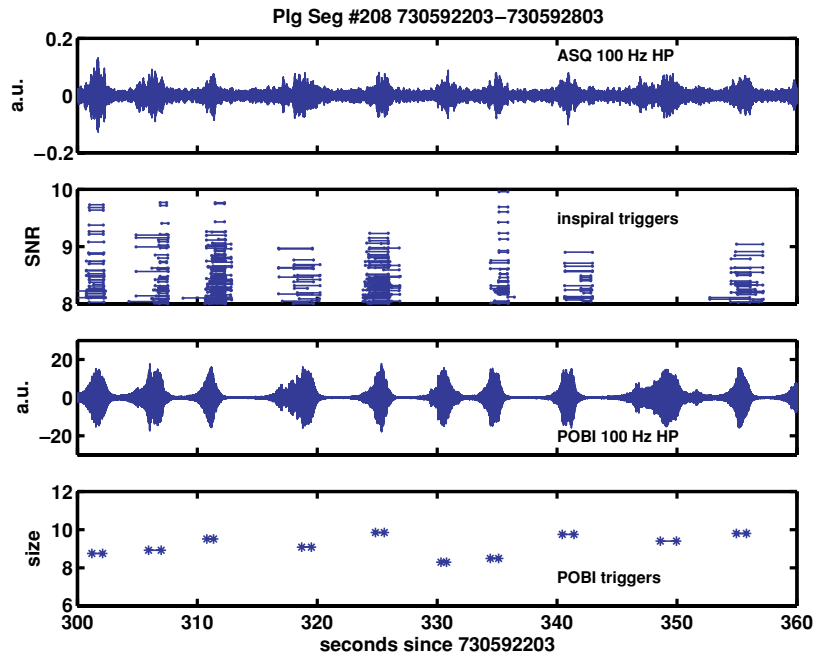 Plg Seg #208 730592203−730592803
0.2
0
−0.2
a.u.
ASQ 100 Hz HP
10
9
8
SNR
inspiral triggers
20
0
−20
a.u.
POBI 100 Hz HP
12
10
8
6
size
POBI triggers
300 310 320 330 340 350 360
seconds since 730592203